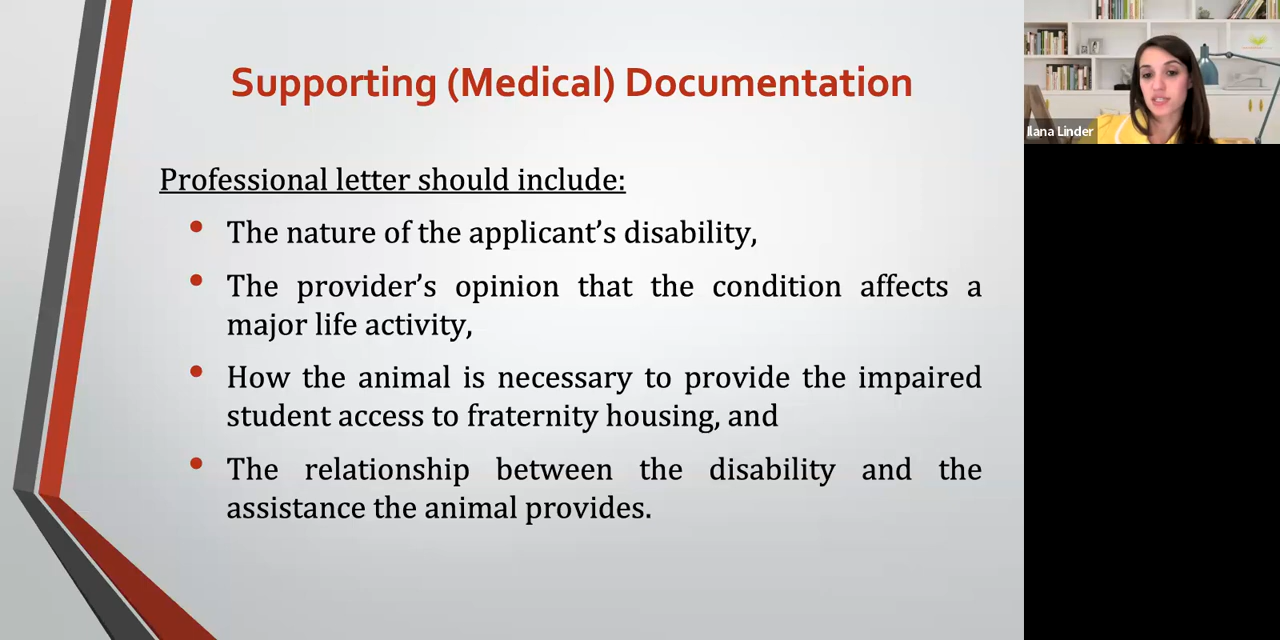 Supporting (Medical) Documentation
Professional letter should include:
• The nature of the applicant’s disability,
• The provider’s opinion that the condition affects a
major life activity,
• How the animal is necessary to provide the impaired
student access to fraternity housing, and
• The relationship between the disability and the
assistance the animal provides.
Ilana Linder